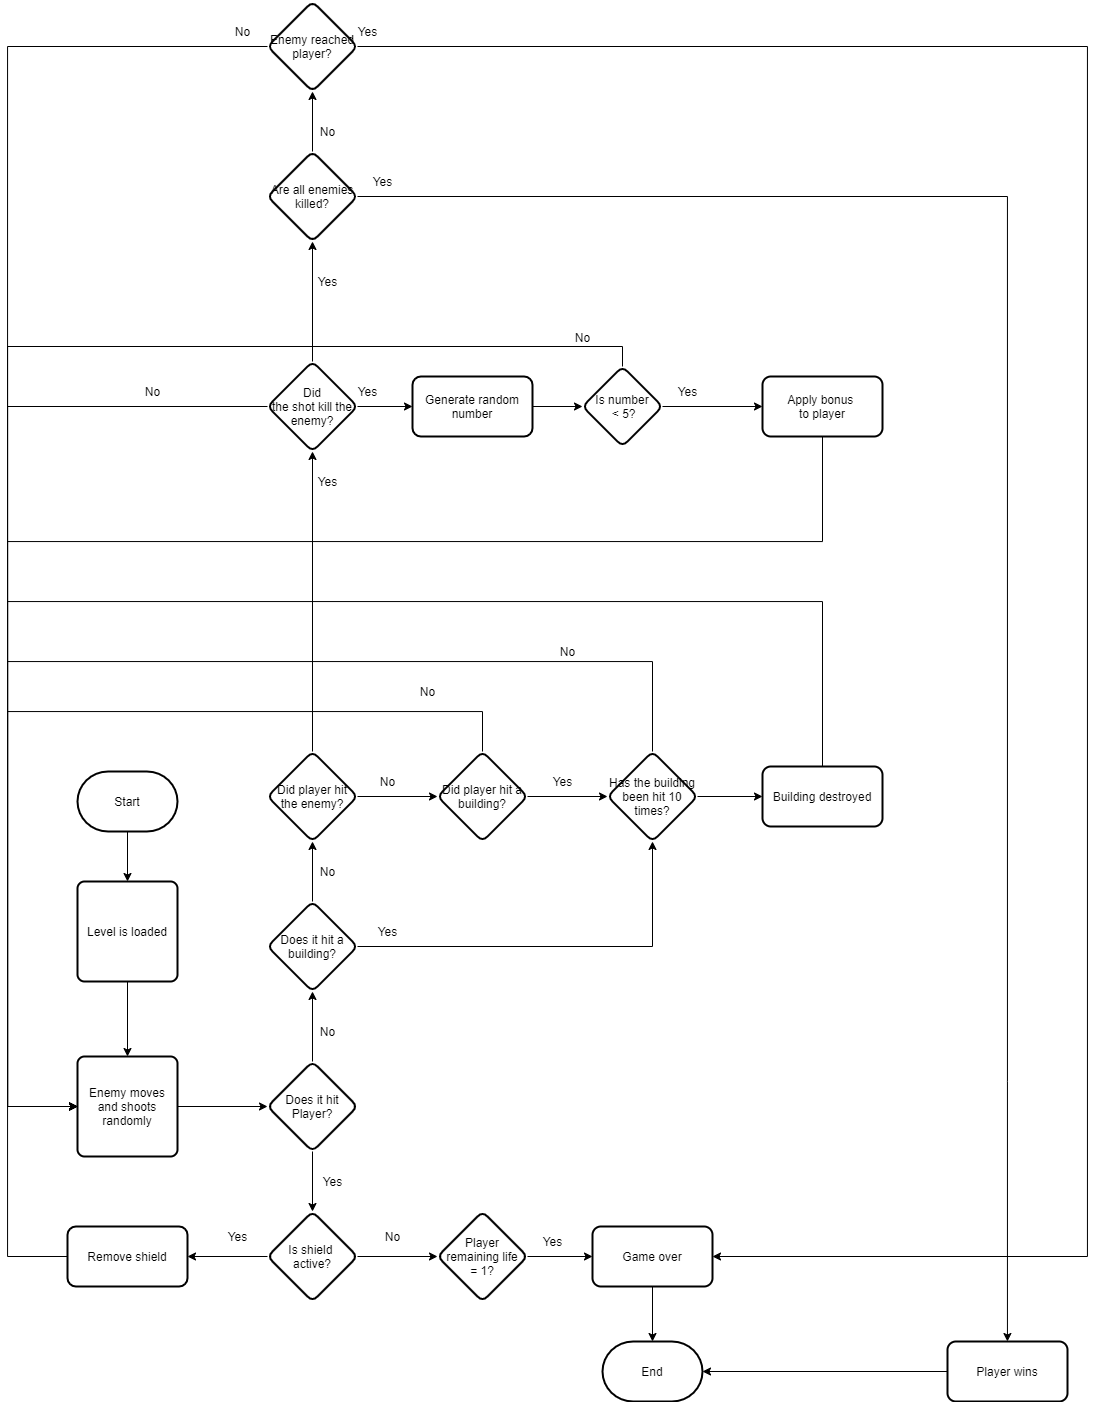 No
Yes
Enemy reached
player?
No
Are all enemies
killed?
Yes
Yes
No
No
Did
the shot kill the
enemy?
Yes
Generate random
number
Is number
< 5?
Yes
Apply bonus
to player
Yes
No
No
Did player hit
the enemy?
No
Did player hit a
building?
Yes
Has the building
been hit 10
times?
Building destroyed
Start
No
Level is loaded
Does it hit a
building?
Yes
No
Enemy moves
and shoots
randomly
Does it hit
Player?
Yes
Remove shield
Yes
Is shield
active?
No
Player
remaining life
= 1?
Yes
Game over
End
Player wins